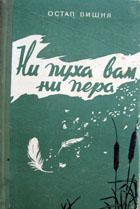 ОСТАП ВИШНЯ
Ни пуха вам,
ни пера